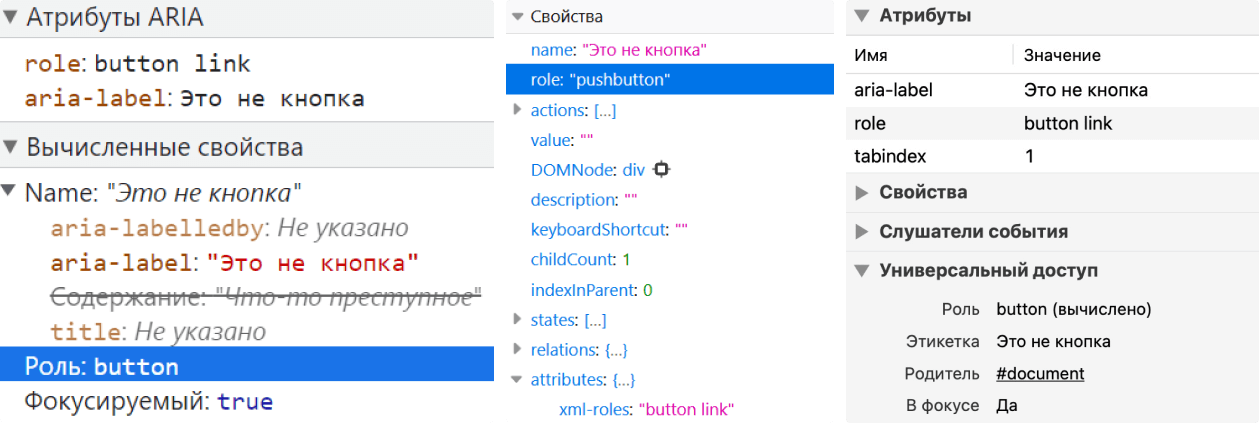 Атрибуты ARIA
role: button link
aria-label: Это не кнопка
Вычисленные свойства
Name: "Это не кнопка"
aria-labelledby: Не указано
aria-label: "Это не кнопка"
Содержание: "Что-то преступное"
title: Не указано
Роль: button
Фокусируемый: true
Свойства
name: "Это не кнопка"
role: "pushbutton"
actions: […]
value: ""
DOMNode: div
description: ""
keyboardShortcut: ""
childCount: 1
indexInParent: 0
states: […]
relations: {…}
attributes: {…}
xml-roles: "button link"
Атрибуты
Имя Значение
aria-label Это не кнопка
role button link
tabindex 1
Свойства
Слушатели события
Универсальный доступ
Роль button (вычислено)
Этикетка Это не кнопка
Родитель #document
В фокусе Да